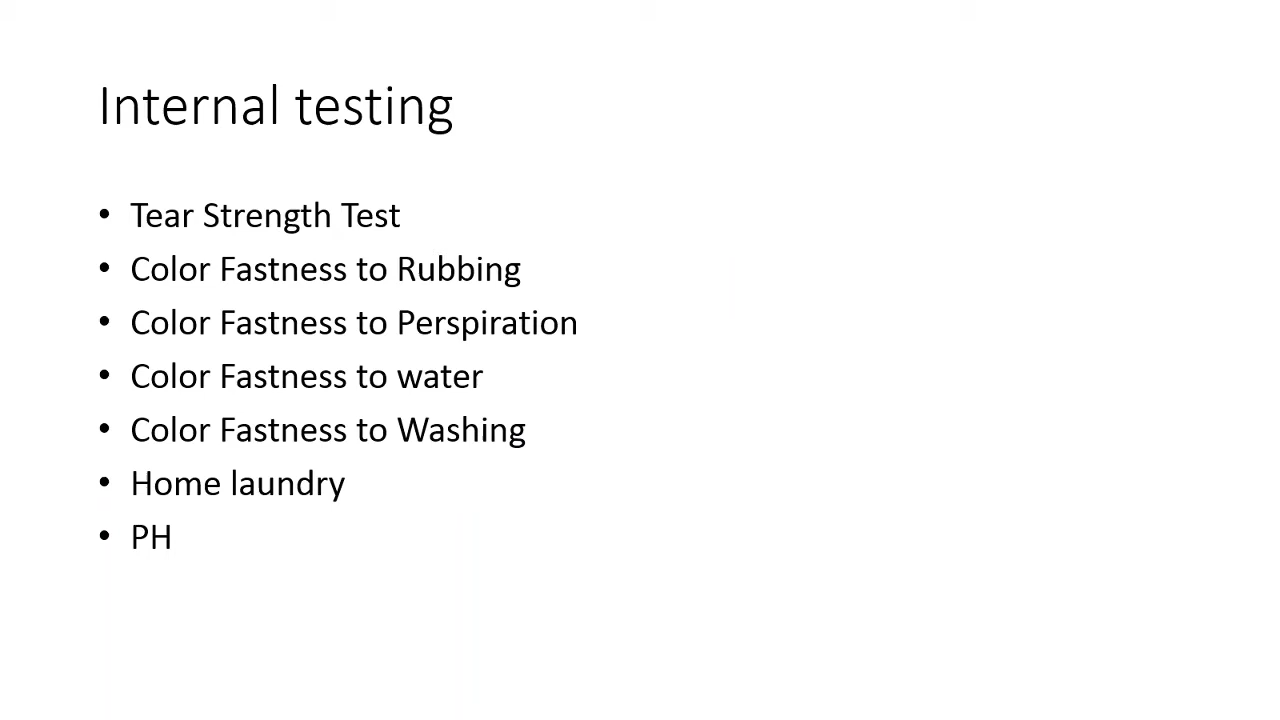 Internal testing
• Tear Strength Test
• Color Fastness to Rubbing
• Color Fastness to Perspiration
• Color Fastness to water
• Color Fastness to Washing
• Home laundry
• PH